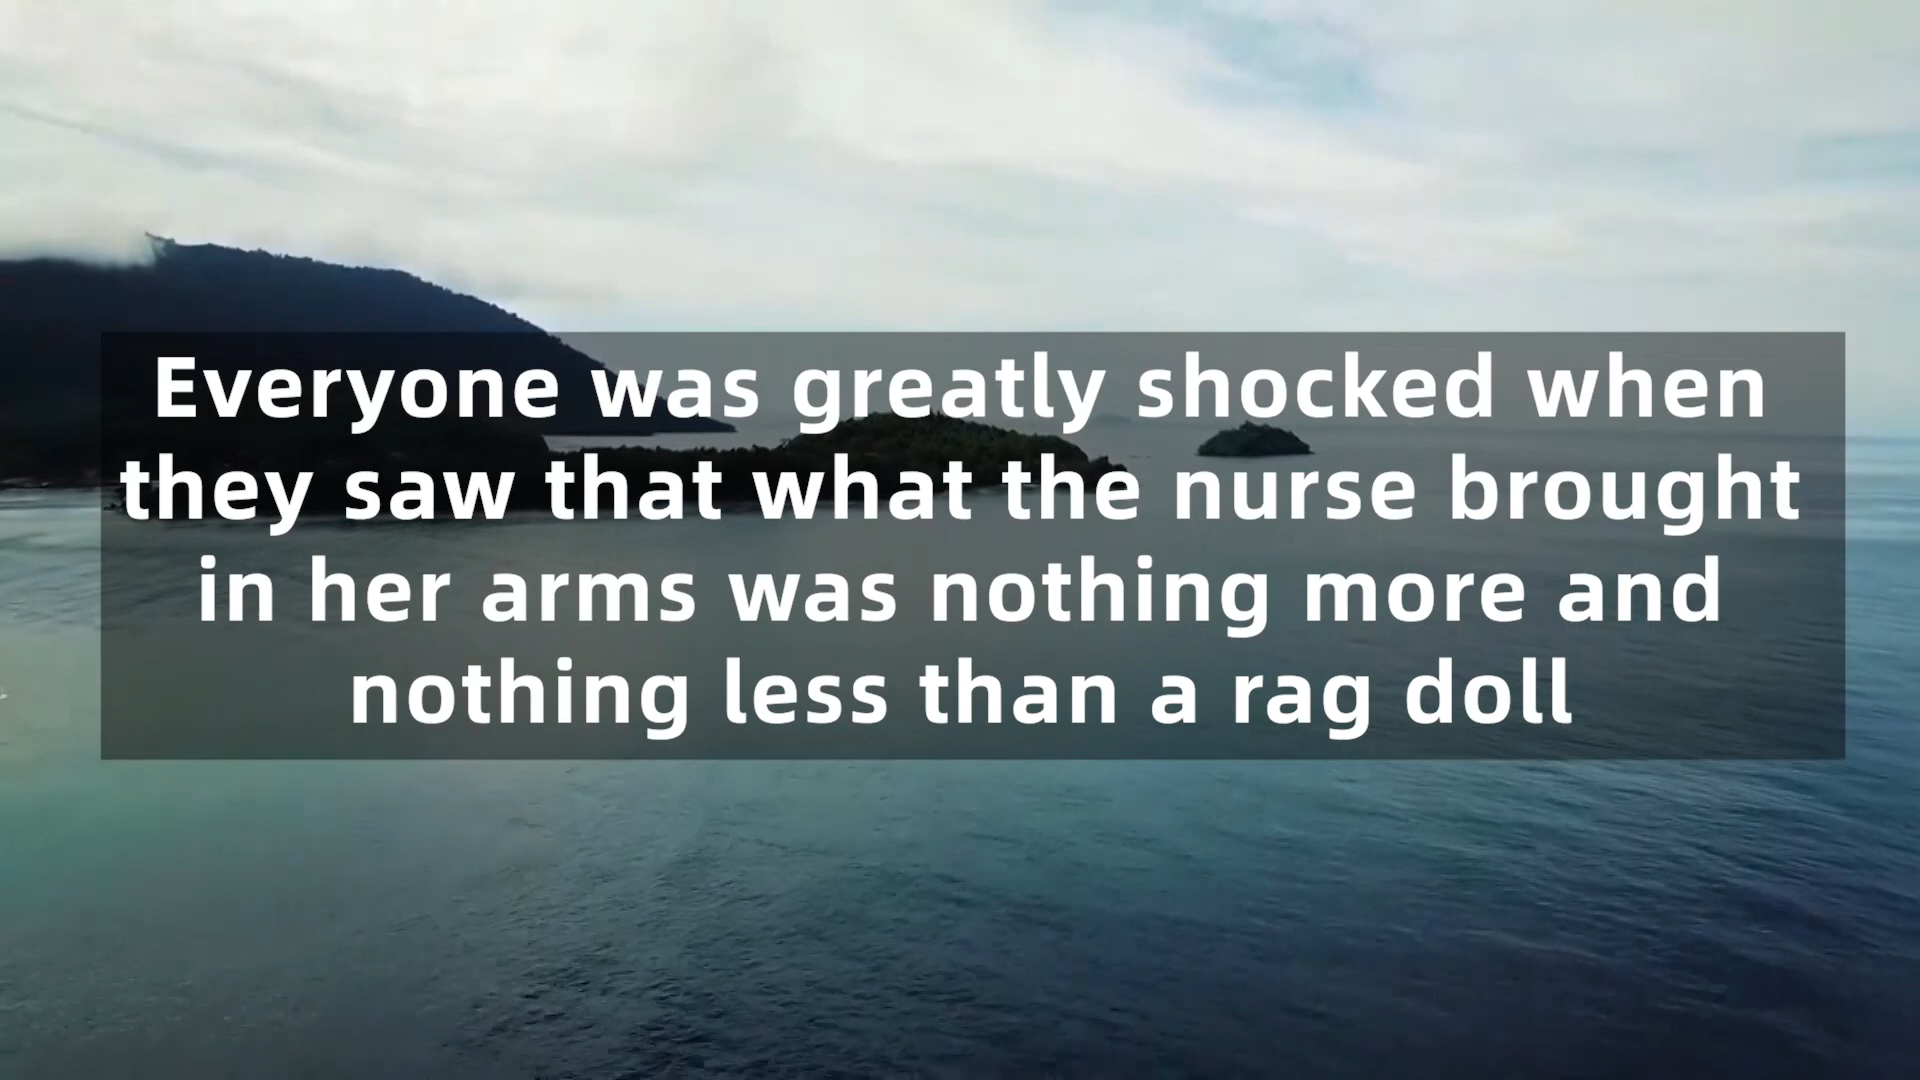 Everyone was greatly shocked when
they saw that what the nurse brought
in her arms was nothing more and
nothing less than a rag doll